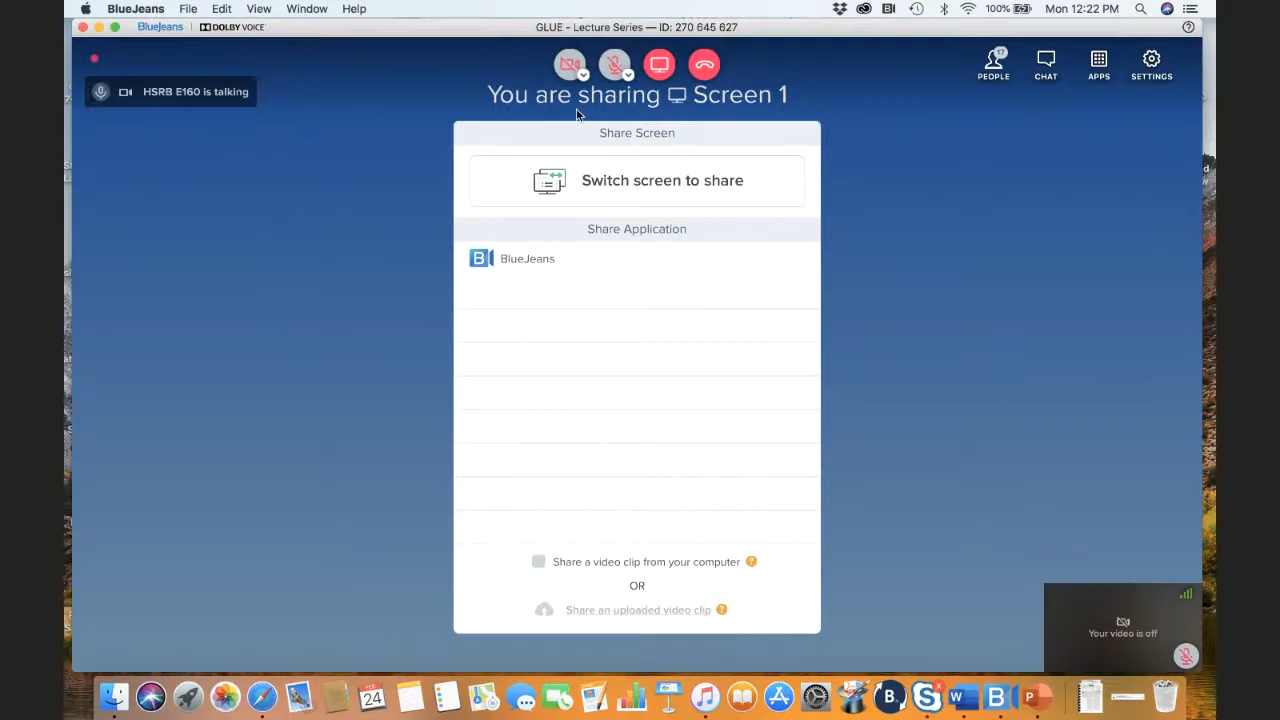 BlueJeans File Edit View Window Help 100% Mon 12:22 PM
BlueJeans DOLBY VOICE GLUE - Lecture Series — ID: 270 645 627
HSRB E160 is talking
17
PEOPLE CHAT APPS SETTINGS
You are sharing Screen 1
Share Screen
Switch screen to share
Share Application
B BlueJeans
Share a video clip from your computer ?
OR
Share an uploaded video clip ?
Your video is off
FEB
24
B.
S
W
B
P